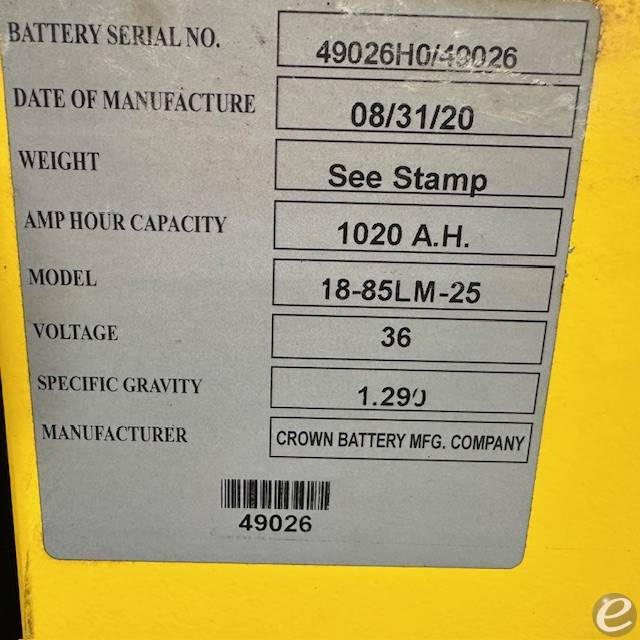 BATTERY SERIAL NO. 49026H0/49026
DATE OF MANUFACTURE 08/31/20
WEIGHT See Stamp
AMP HOUR CAPACITY 1020 A.H.
MODEL 18-85LM-25
VOLTAGE 36
SPECIFIC GRAVITY 1.290
MANUFACTURER CROWN BATTERY MFG. COMPANY
49026
e